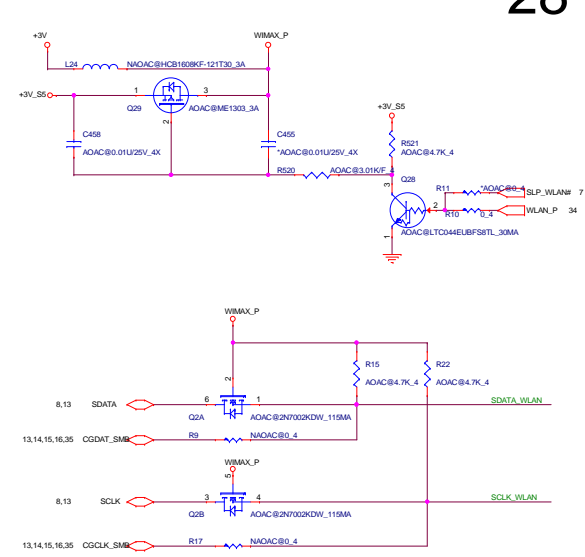 28
+3V WIMAX_P
L24 NAOAC@HCB1608KF-121T30_3A
+3V_S5 1 3
Q29 AOAC@ME1303_3A
2
+3V_S5
C458 C455
AOAC@0.01U/25V_4X *AOAC@0.01U/25V_4X
R521
AOAC@4.7K_4
R520 AOAC@3.01K/F_4
Q28
3
R11 *AOAC@0_4 SLP_WLAN# 7
2
R10 0_4 WLAN_P 34
AOAC@LTC044EUBFS8TL_30MA
1
WIMAX_P
R15 R22
AOAC@4.7K_4 AOAC@4.7K_4
2
8,13 SDATA 6 1 SDATA_WLAN
Q2A AOAC@2N7002KDW_115MA
13,14,15,16,35 CGDAT_SMB R9 NAOAC@0_4
WIMAX_P
5
8,13 SCLK 3 4 SCLK_WLAN
Q2B AOAC@2N7002KDW_115MA
13,14,15,16,35 CGCLK_SMB R17 NAOAC@0_4